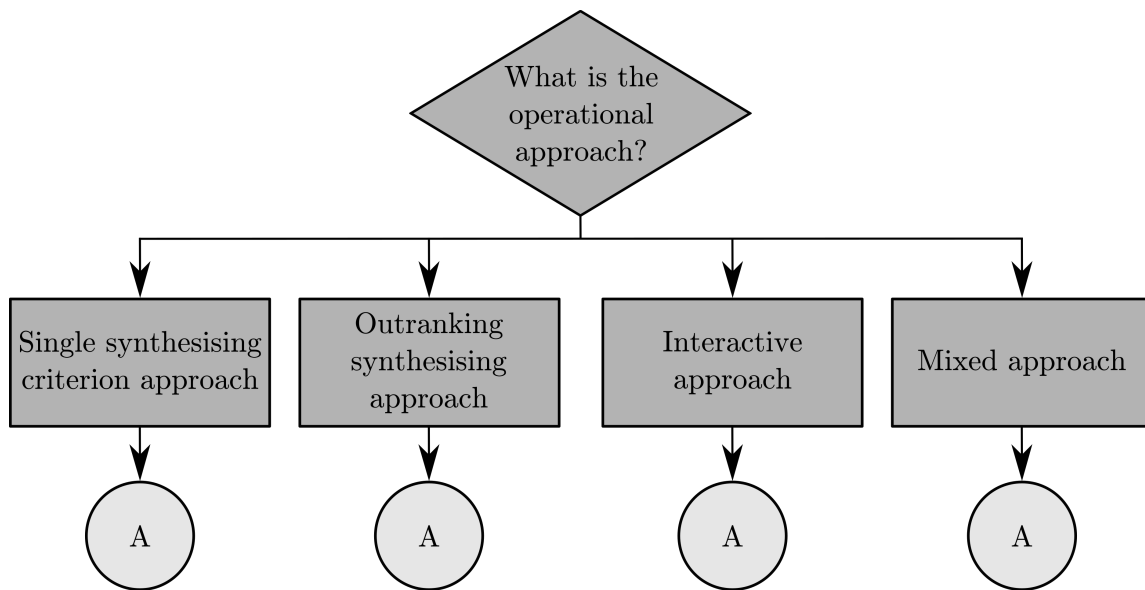 What is the
operational
approach?
Single synthesising
criterion approach
Outranking
synthesising
approach
Interactive
approach
Mixed approach
A
A
A
A